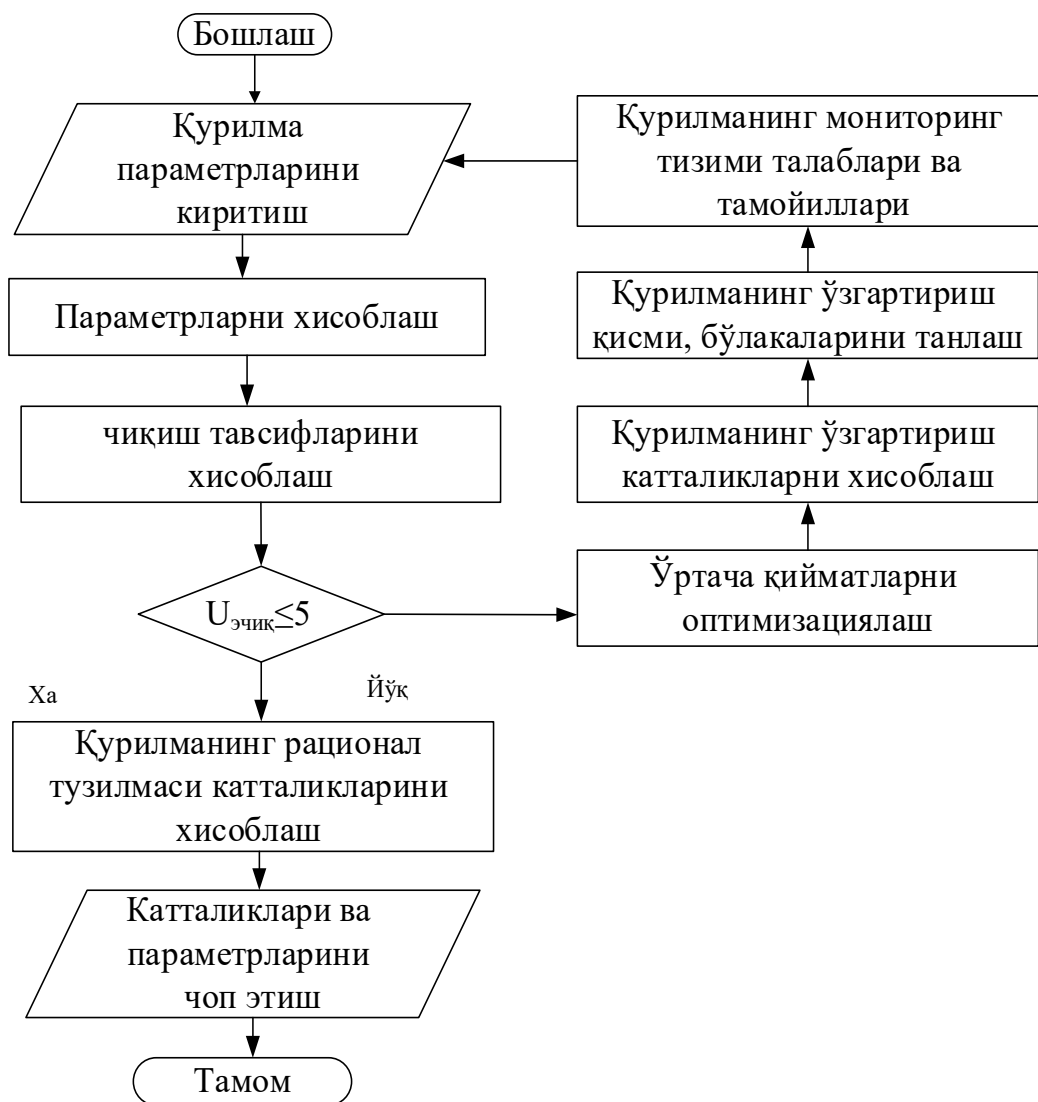 Бошлаш
Қурилма
параметрларини
киритиш
Параметрларни хисоблаш
чиқиш тавсифларини
хисоблаш
Uэчиқ≤5
Ха
Йўқ
Қурилманинг рационал
тузилмаси катталикларини
хисоблаш
Катталиклари ва
параметрларини
чоп этиш
Тамом
Қурилманинг мониторинг
тизими талаблари ва
тамойиллари
Қурилманинг ўзгартириш
қисми, бўлакаларини танлаш
Қурилманинг ўзгартириш
катталикларни хисоблаш
Ўртача қийматларни
оптимизациялаш